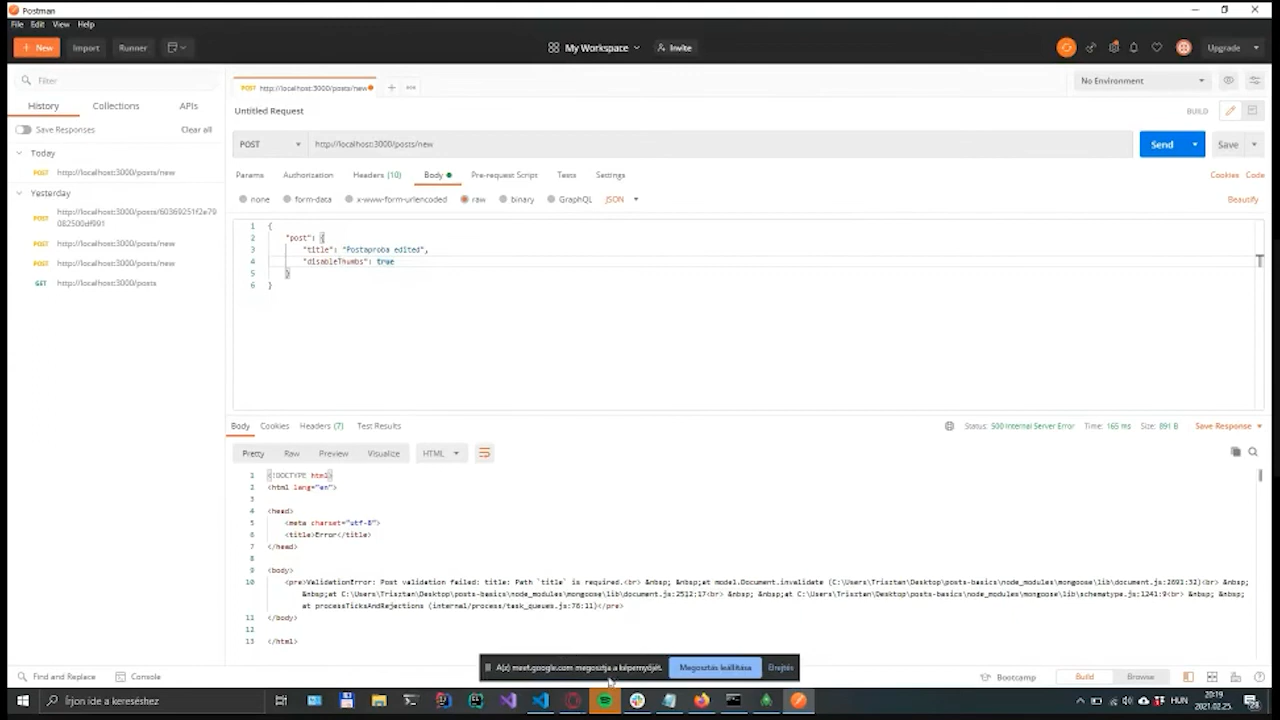 Postman
File Edit View Help
+ New Import Runner My Workspace Invite Upgrade
Filter
History Collections APIs
Save Responses Clear all
Today
POST http://localhost:3000/posts/new
Yesterday
POST http://localhost:3000/posts/60369251f2e79
082500df991
POST http://localhost:3000/posts/new
POST http://localhost:3000/posts/new
GET http://localhost:3000/posts
POST http://localhost:3000/posts/new + ••• No Environment
Untitled Request BUILD
POST http://localhost:3000/posts/new Send Save
Params Authorization Headers (10) Body Pre-request Script Tests Settings Cookies Code
none form-data x-www-form-urlencoded raw binary GraphQL JSON Beautify
1 {
2 "post": {
3 "title": "Postaproba edited",
4 "disableThumbs": true
5 }
6 }
Body Cookies Headers (7) Test Results Status: 500 Internal Server Error Time: 165 ms Size: 891 B Save Response
Pretty Raw Preview Visualize HTML
1 <!DOCTYPE html>
2 <html lang="en">
3
4 <head>
5 <meta charset="utf-8">
6 <title>Error</title>
7 </head>
8
9 <body>
10 <pre>ValidationError: Post validation failed: title: Path `title` is required.<br> &nbsp; &nbsp;at model.Document.invalidate (C:\Users\Trisztan\Desktop\posts-basics\node_modules\mongoose\lib\document.js:2691:32)<br> &nbsp;
&nbsp;at C:\Users\Trisztan\Desktop\posts-basics\node_modules\mongoose\lib\document.js:2512:17<br> &nbsp; &nbsp;at C:\Users\Trisztan\Desktop\posts-basics\node_modules\mongoose\lib\schematype.js:1241:9<br> &nbsp; &nbsp;
at processTicksAndRejections (internal/process/task_queues.js:76:11)</pre>
11 </body>
12
13 </html>
A(z) meet.google.com megosztja a képernyőjét. Megosztás leállítása Elrejtés
Find and Replace Console Bootcamp Build Browse
Írjon ide a kereséshez HUN 20:19
2021.02.25.